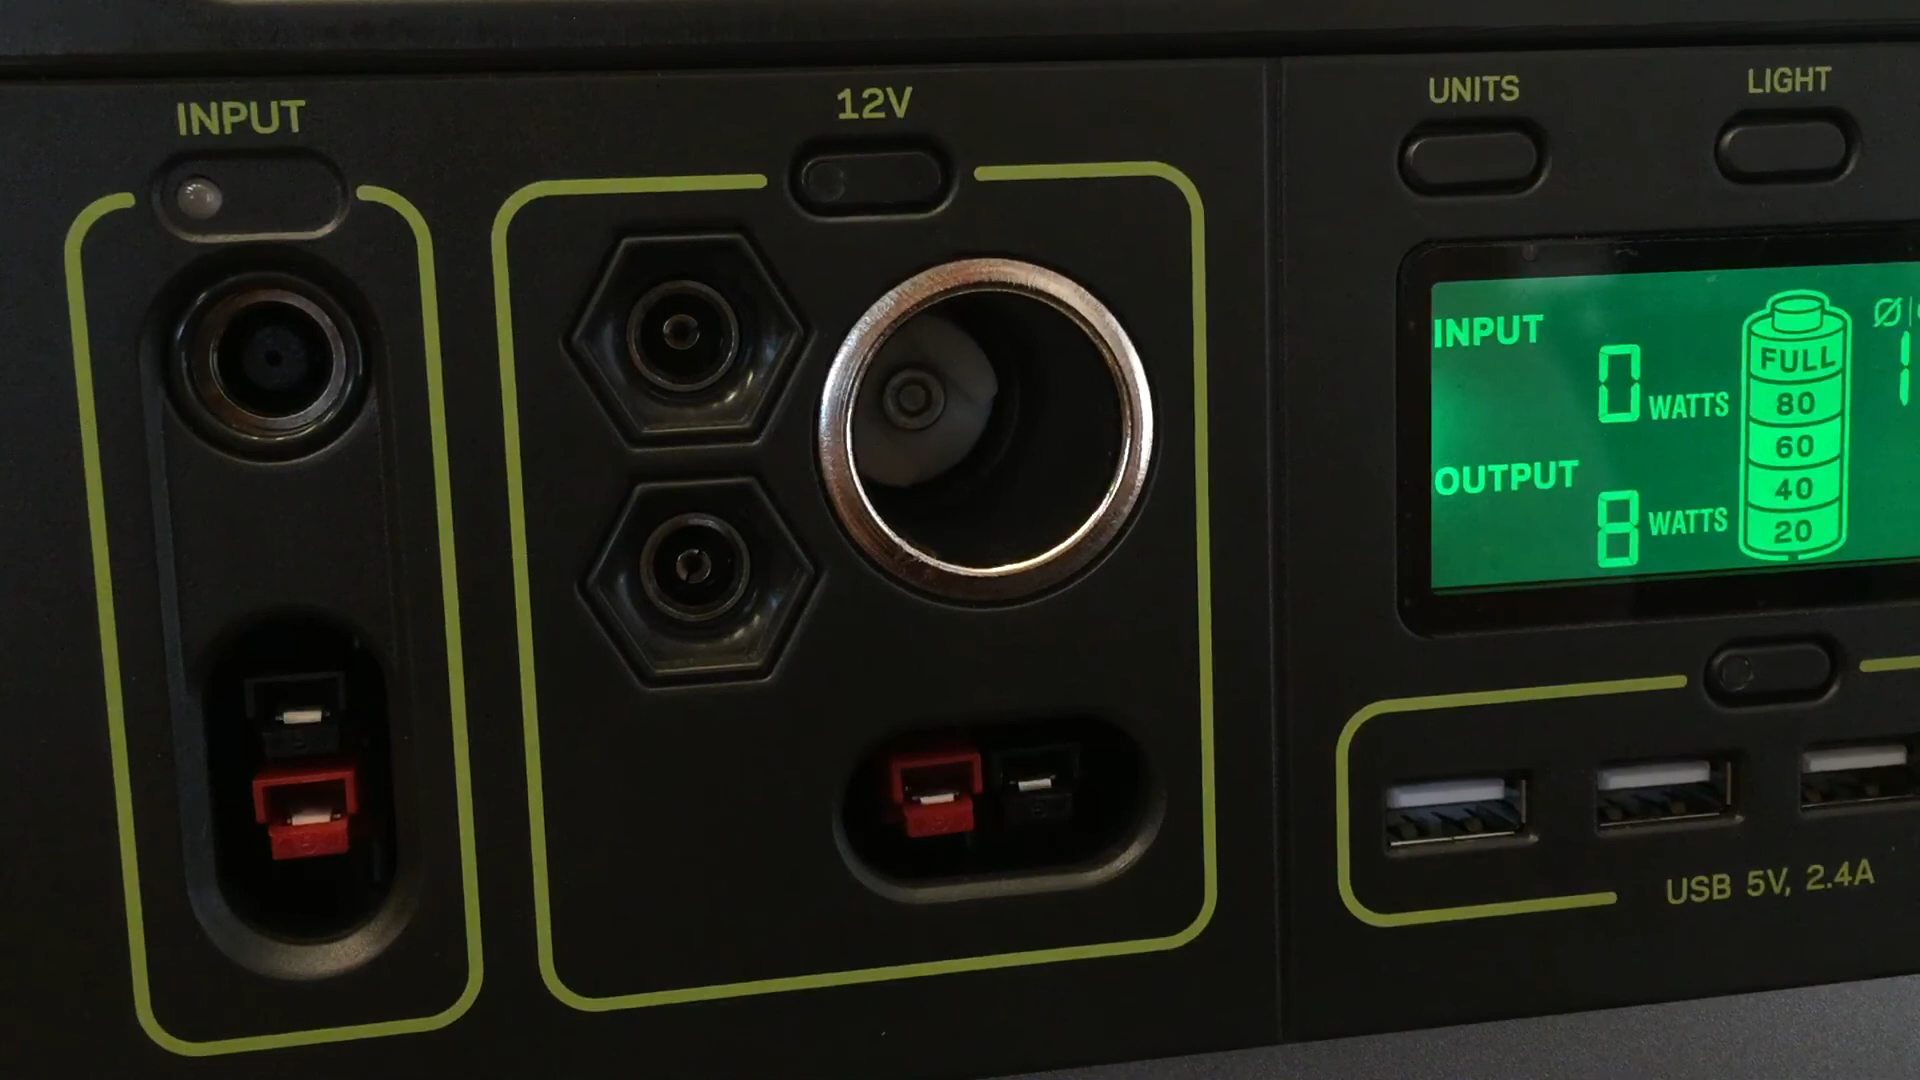 INPUT
12V
UNITS
LIGHT
INPUT
0 WATTS
OUTPUT
8 WATTS
FULL
80
60
40
20
USB 5V, 2.4A